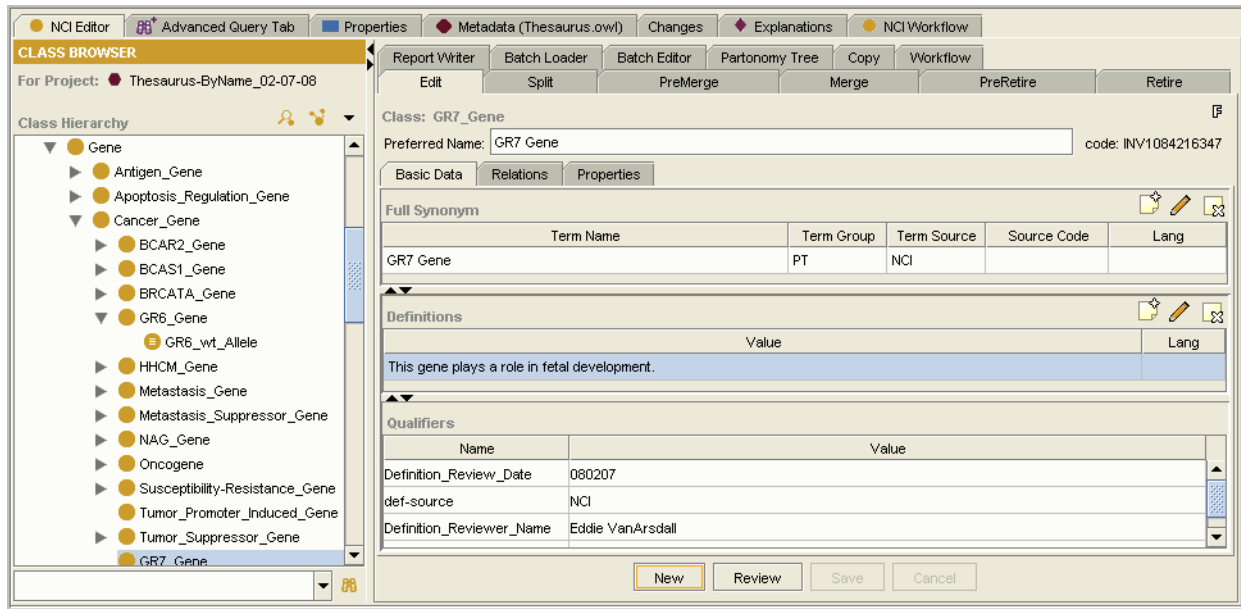 NCI Editor
Advanced Query Tab
Properties
Metadata (Thesaurus.owl)
Changes
Explanations
NCI Workflow
CLASS BROWSER
For Project: Thesaurus-ByName_02-07-08
Class Hierarchy
Gene
Antigen_Gene
Apoptosis_Regulation_Gene
Cancer_Gene
BCAR2_Gene
BCAS1_Gene
BRCATA_Gene
GR6_Gene
GR6_wt_Allele
HHCM_Gene
Metastasis_Gene
Metastasis_Suppressor_Gene
NAG_Gene
Oncogene
Susceptibility-Resistance_Gene
Tumor_Promoter_Induced_Gene
Tumor_Suppressor_Gene
GR7_Gene
Report Writer Batch Loader Batch Editor Partonomy Tree Copy Workflow
Edit Split PreMerge Merge PreRetire Retire
Class: GR7_Gene
Preferred Name: GR7 Gene code: INV1084216347
Basic Data Relations Properties
Full Synonym
Term Name Term Group Term Source Source Code Lang
GR7 Gene PT NCI
Definitions
Value Lang
This gene plays a role in fetal development.
Qualifiers
Name Value
Definition_Review_Date 080207
def-source NCI
Definition_Reviewer_Name Eddie VanArsdall
New Review Save Cancel